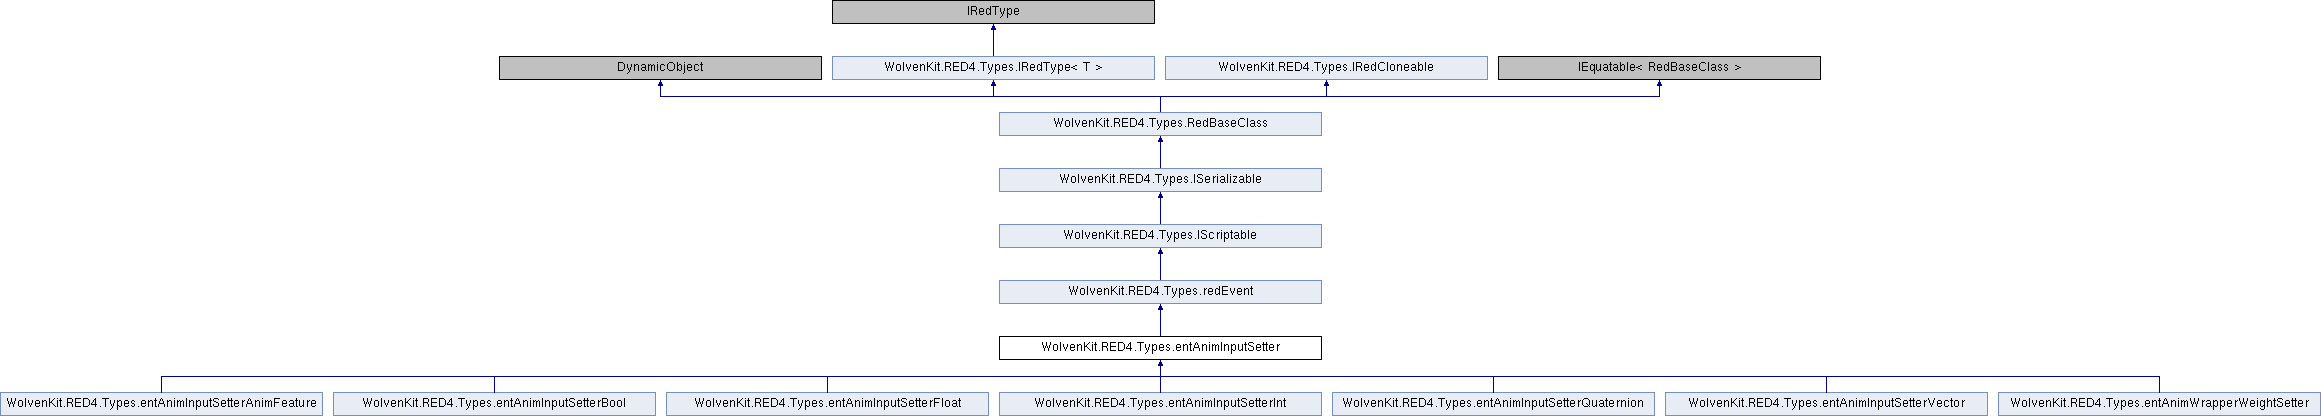 IRedType
DynamicObject
WolvenKit.RED4.Types.IRedType< T >
WolvenKit.RED4.Types.IRedCloneable
IEquatable< RedBaseClass >
WolvenKit.RED4.Types.RedBaseClass
WolvenKit.RED4.Types.ISerializable
WolvenKit.RED4.Types.IScriptable
WolvenKit.RED4.Types.redEvent
WolvenKit.RED4.Types.entAnimInputSetter
WolvenKit.RED4.Types.entAnimInputSetterAnimFeature
WolvenKit.RED4.Types.entAnimInputSetterBool
WolvenKit.RED4.Types.entAnimInputSetterFloat
WolvenKit.RED4.Types.entAnimInputSetterInt
WolvenKit.RED4.Types.entAnimInputSetterQuaternion
WolvenKit.RED4.Types.entAnimInputSetterVector
WolvenKit.RED4.Types.entAnimWrapperWeightSetter